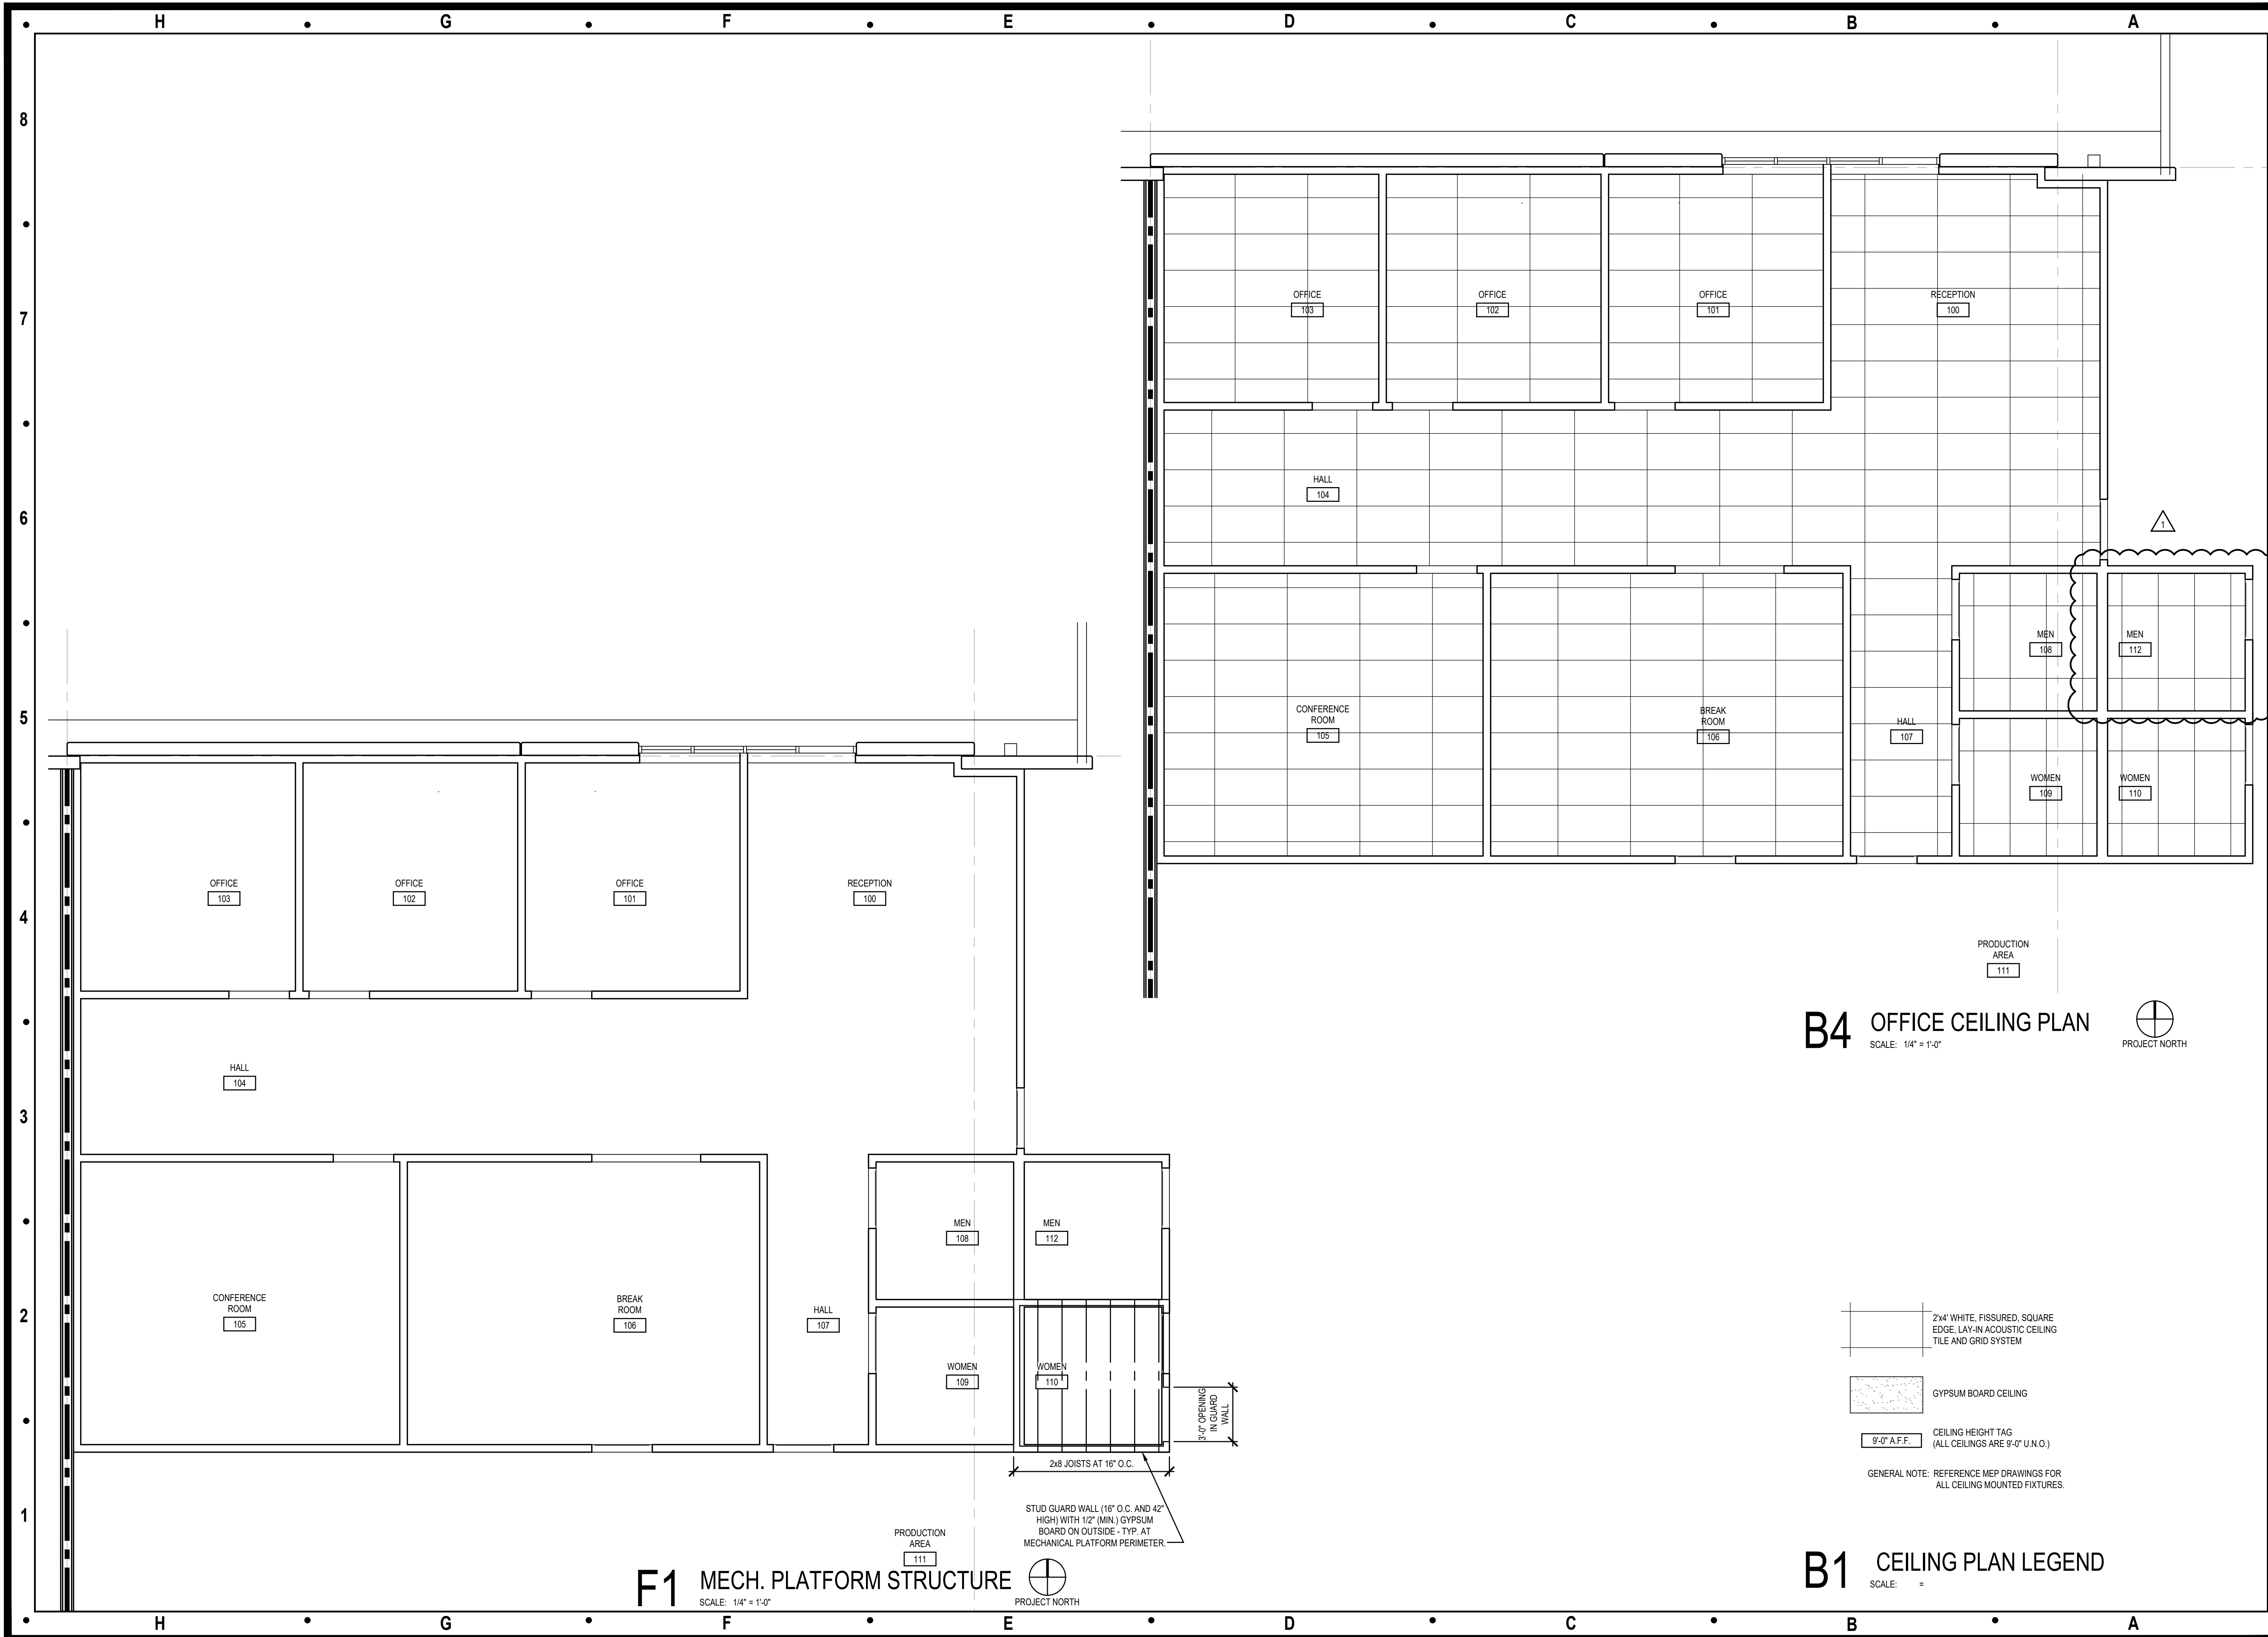 H G F E D C B A
8
7
6
5
4
3
2
1
OFFICE
103
OFFICE
102
OFFICE
101
RECEPTION
100
HALL
104
1
MEN
108
MEN
112
CONFERENCE
ROOM
105
BREAK
ROOM
106
HALL
107
WOMEN
109
WOMEN
110
PRODUCTION
AREA
111
B4 OFFICE CEILING PLAN
SCALE: 1/4" = 1'-0"
PROJECT NORTH
OFFICE
103
OFFICE
102
OFFICE
101
RECEPTION
100
HALL
104
MEN
108
MEN
112
CONFERENCE
ROOM
105
BREAK
ROOM
106
HALL
107
WOMEN
109
WOMEN
110
3'-0" OPENING
IN GUARD
WALL
2x8 JOISTS AT 16" O.C.
STUD GUARD WALL (16" O.C. AND 42"
HIGH) WITH 1/2" (MIN.) GYPSUM
BOARD ON OUTSIDE - TYP. AT
MECHANICAL PLATFORM PERIMETER.
PRODUCTION
AREA
111
F1 MECH. PLATFORM STRUCTURE
SCALE: 1/4" = 1'-0"
PROJECT NORTH
2'x4' WHITE, FISSURED, SQUARE
EDGE, LAY-IN ACOUSTIC CEILING
TILE AND GRID SYSTEM
GYPSUM BOARD CEILING
9'-0" A.F.F.
CEILING HEIGHT TAG
(ALL CEILINGS ARE 9'-0" U.N.O.)
GENERAL NOTE: REFERENCE MEP DRAWINGS FOR
ALL CEILING MOUNTED FIXTURES.
B1 CEILING PLAN LEGEND
SCALE: =
H G F E D C B A